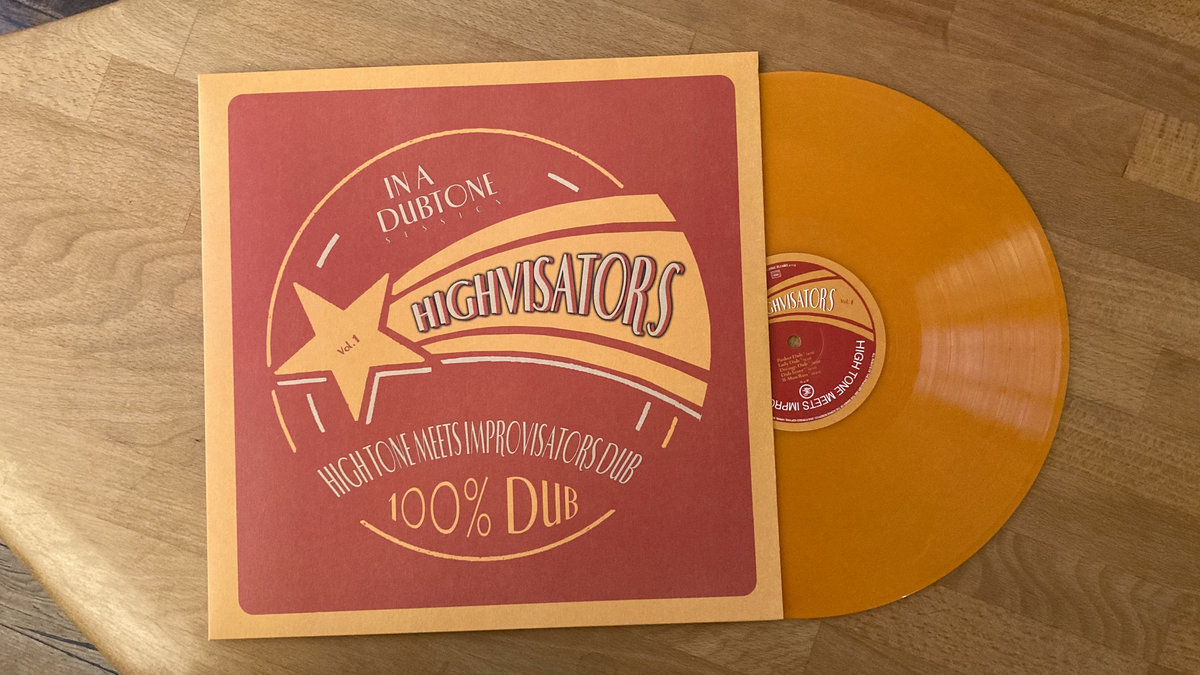 IN A
DUBTONE
SESSION
HIGHVISATORS
Vol. 1
HIGH TONE MEETS IMPROVISATORS DUB
100% DUB
GHVISATORS
Vol. 1
HIGH TONE MEETS IMPRO